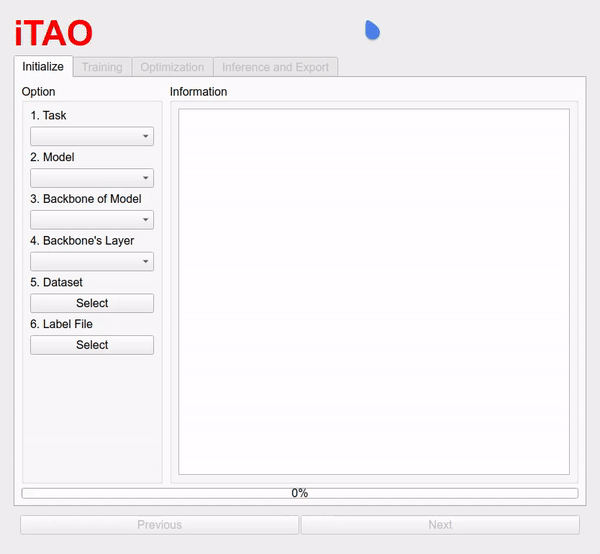 iTAO
Initialize Training Optimization Inference and Export
Option Information
1. Task
2. Model
3. Backbone of Model
4. Backbone's Layer
5. Dataset
Select
6. Label File
Select
0%
Previous Next